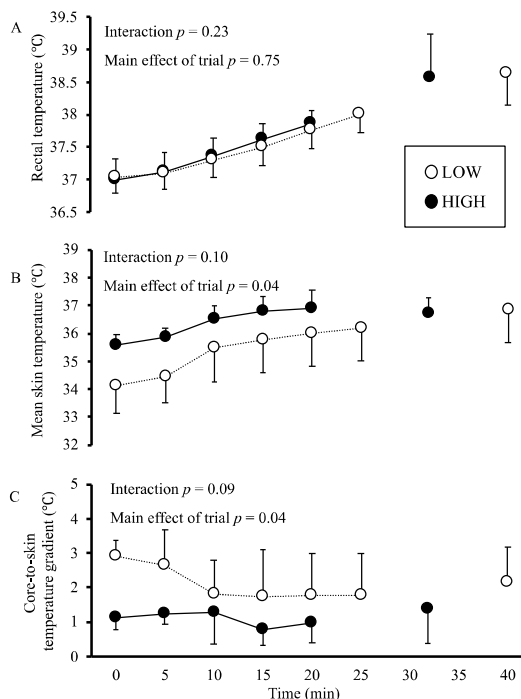 A
Interaction p = 0.23
Main effect of trial p = 0.75
Rectal temperature (℃)
39.5
39
38.5
38
37.5
37
36.5
LOW
HIGH
B
Interaction p = 0.10
Main effect of trial p = 0.04
Mean skin temperature (℃)
39
38
37
36
35
34
33
32
C
Interaction p = 0.09
Main effect of trial p = 0.04
Core-to-skin
temperature gradient (℃)
5
4
3
2
1
0
0 5 10 15 20 25 30 35 40
Time (min)